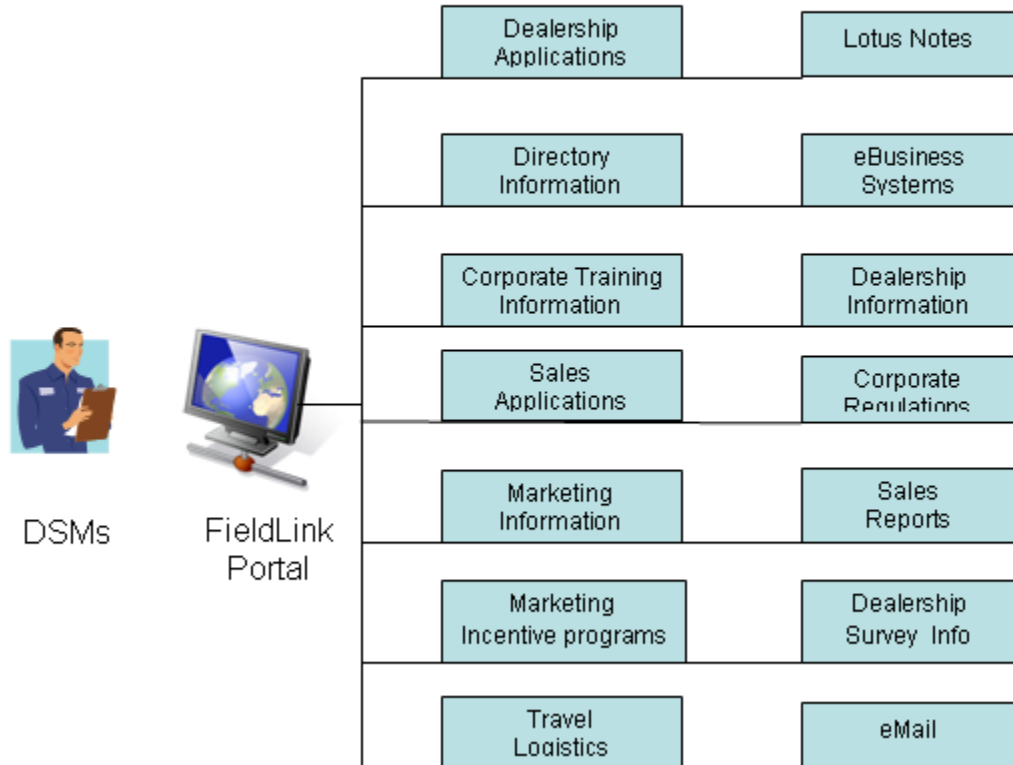 Dealership
Applications
Lotus Notes
Directory
Information
eBusiness
Systems
Corporate Training
Information
Dealership
Information
Sales
Applications
Corporate
Regulations
Marketing
Information
Sales
Reports
DSMs
FieldLink
Portal
Marketing
Incentive programs
Dealership
Survey Info
Travel
Logistics
eMail